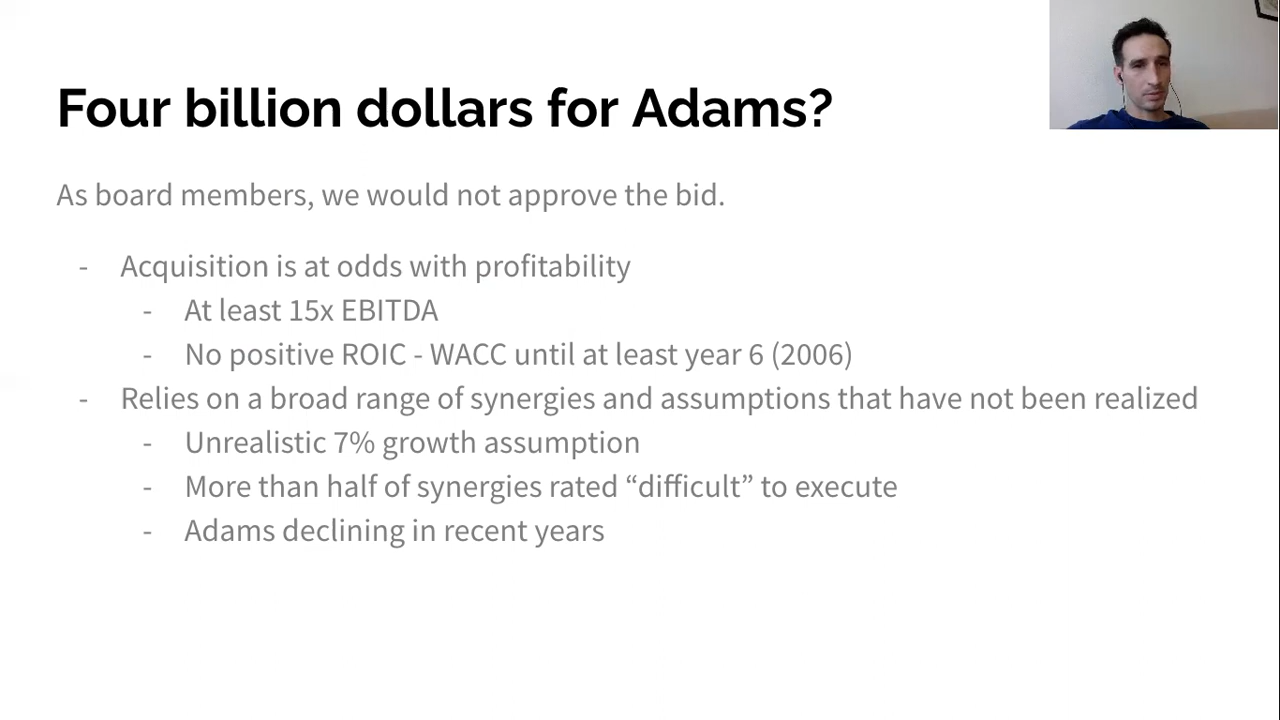 Four billion dollars for Adams?
As board members, we would not approve the bid.
- Acquisition is at odds with profitability
- At least 15x EBITDA
- No positive ROIC - WACC until at least year 6 (2006)
- Relies on a broad range of synergies and assumptions that have not been realized
- Unrealistic 7% growth assumption
- More than half of synergies rated “difficult” to execute
- Adams declining in recent years